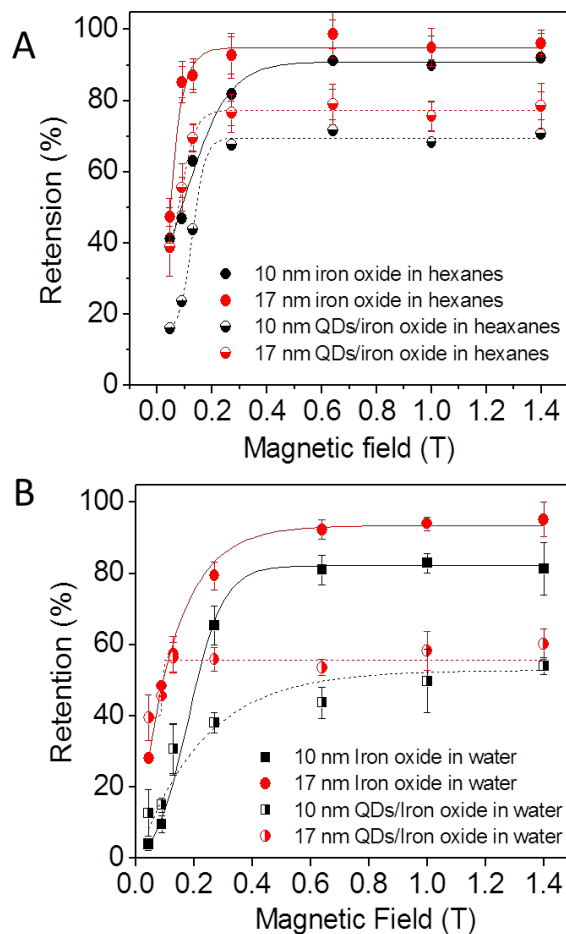 A
Retension (%)
100
80
60
40
20
0
10 nm iron oxide in hexanes
17 nm iron oxide in hexanes
10 nm QDs/iron oxide in heaxanes
17 nm QDs/iron oxide in hexanes
0.0 0.2 0.4 0.6 0.8 1.0 1.2 1.4
Magnetic field (T)
B
Retention (%)
100
80
60
40
20
0
10 nm Iron oxide in water
17 nm Iron oxide in water
10 nm QDs/Iron oxide in water
17 nm QDs/Iron oxide in water
0.0 0.2 0.4 0.6 0.8 1.0 1.2 1.4
Magnetic Field (T)